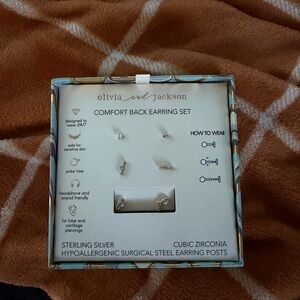 olivia and jackson
COMFORT BACK EARRING SET
designed to
wear 24/7
safe for
sensitive skin
poke free
headphone and
airpod friendly
for lobe and
cartilage
piercings
HOW TO WEAR
STERLING SILVER
CUBIC ZIRCONIA
HYPOALLERGENIC SURGICAL STEEL EARRING POSTS